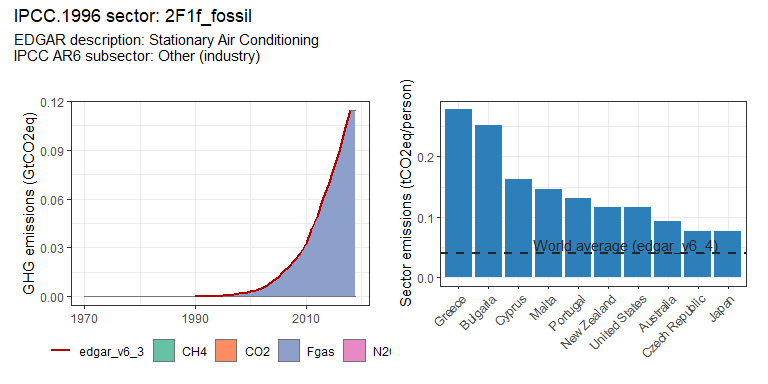 IPCC.1996 sector: 2F1f_fossil
EDGAR description: Stationary Air Conditioning
IPCC AR6 subsector: Other (industry)
GHG emissions (GtCO2eq)
0.12
0.09
0.06
0.03
0.00
1970
1990
2010
edgar_v6_3
CH4
CO2
Fgas
N2
Sector emissions (tCO2eq/person)
0.2
0.1
0.0
World average (edgar_v6_4)
Greece
Bulgaria
Cyprus
Malta
Portugal
New Zealand
United States
Australia
Czech Republic
Japan